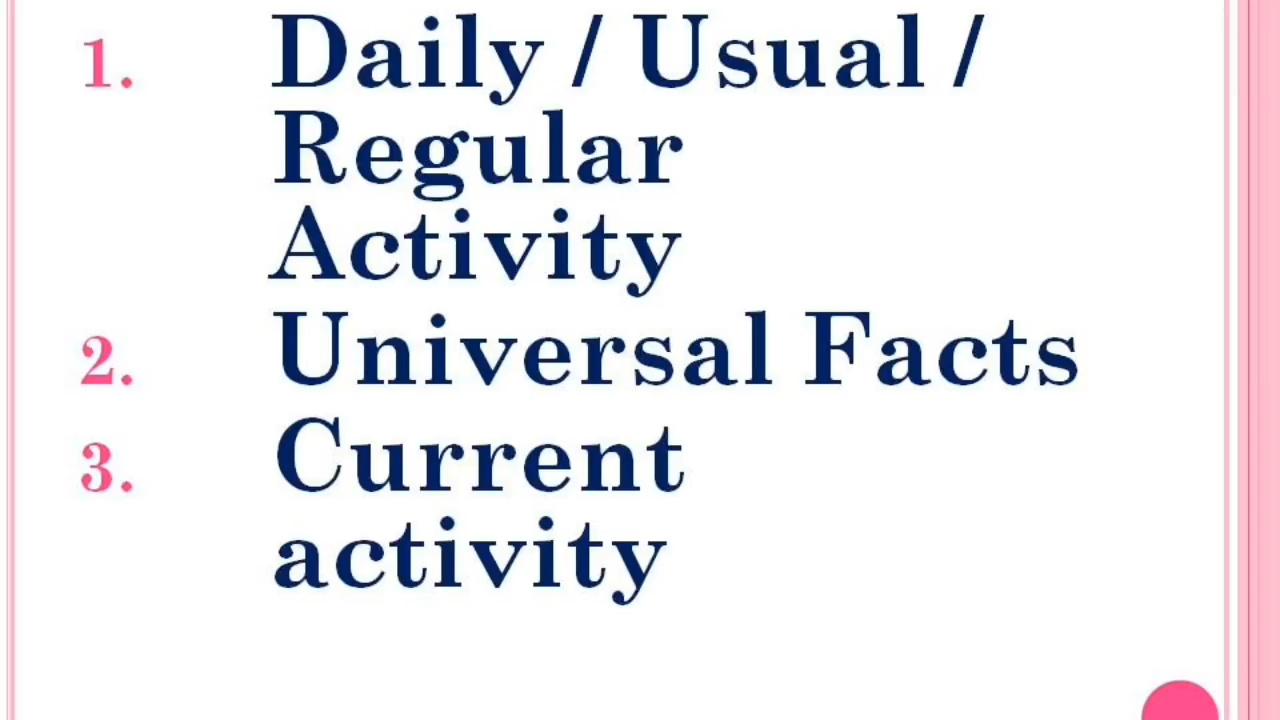 1. Daily / Usual /
Regular
Activity
2. Universal Facts
3. Current
activity